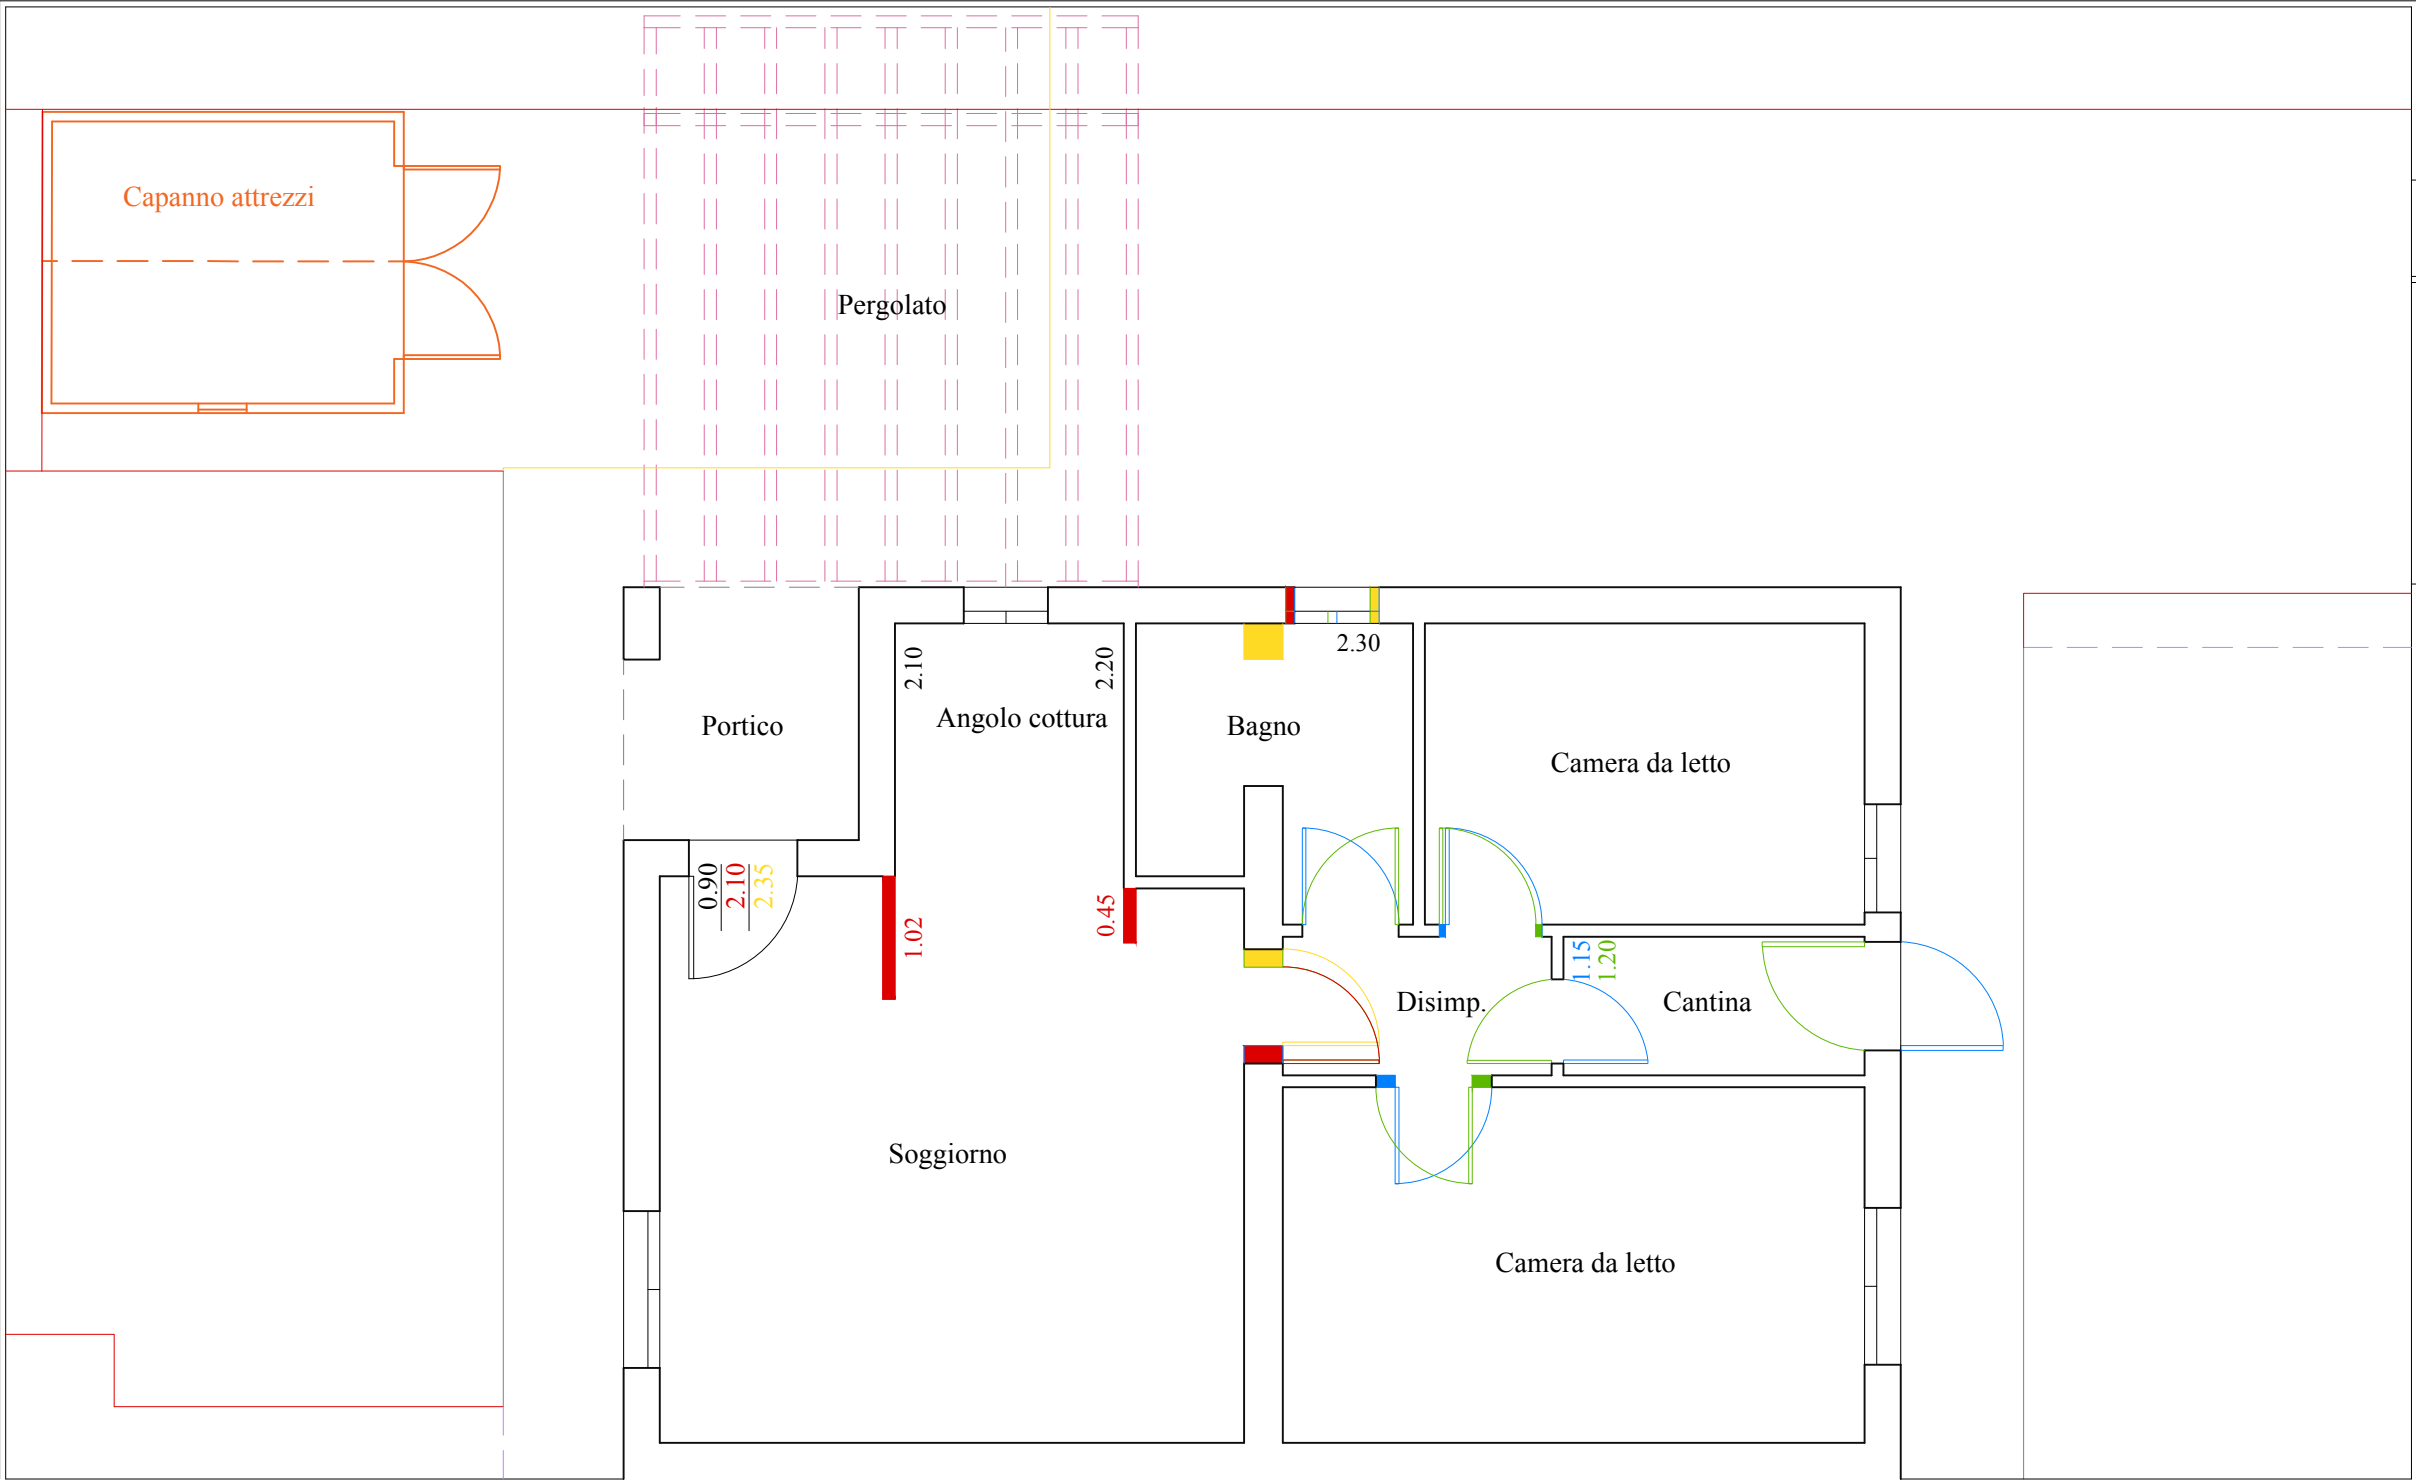 Capanno attrezzi
Pergolato
2.10
2.20
2.30
Portico
Angolo cottura
Bagno
Camera da letto
0.90
2.10
2.35
1.02
0.45
1.15
1.20
Disimp.
Cantina
Soggiorno
Camera da letto